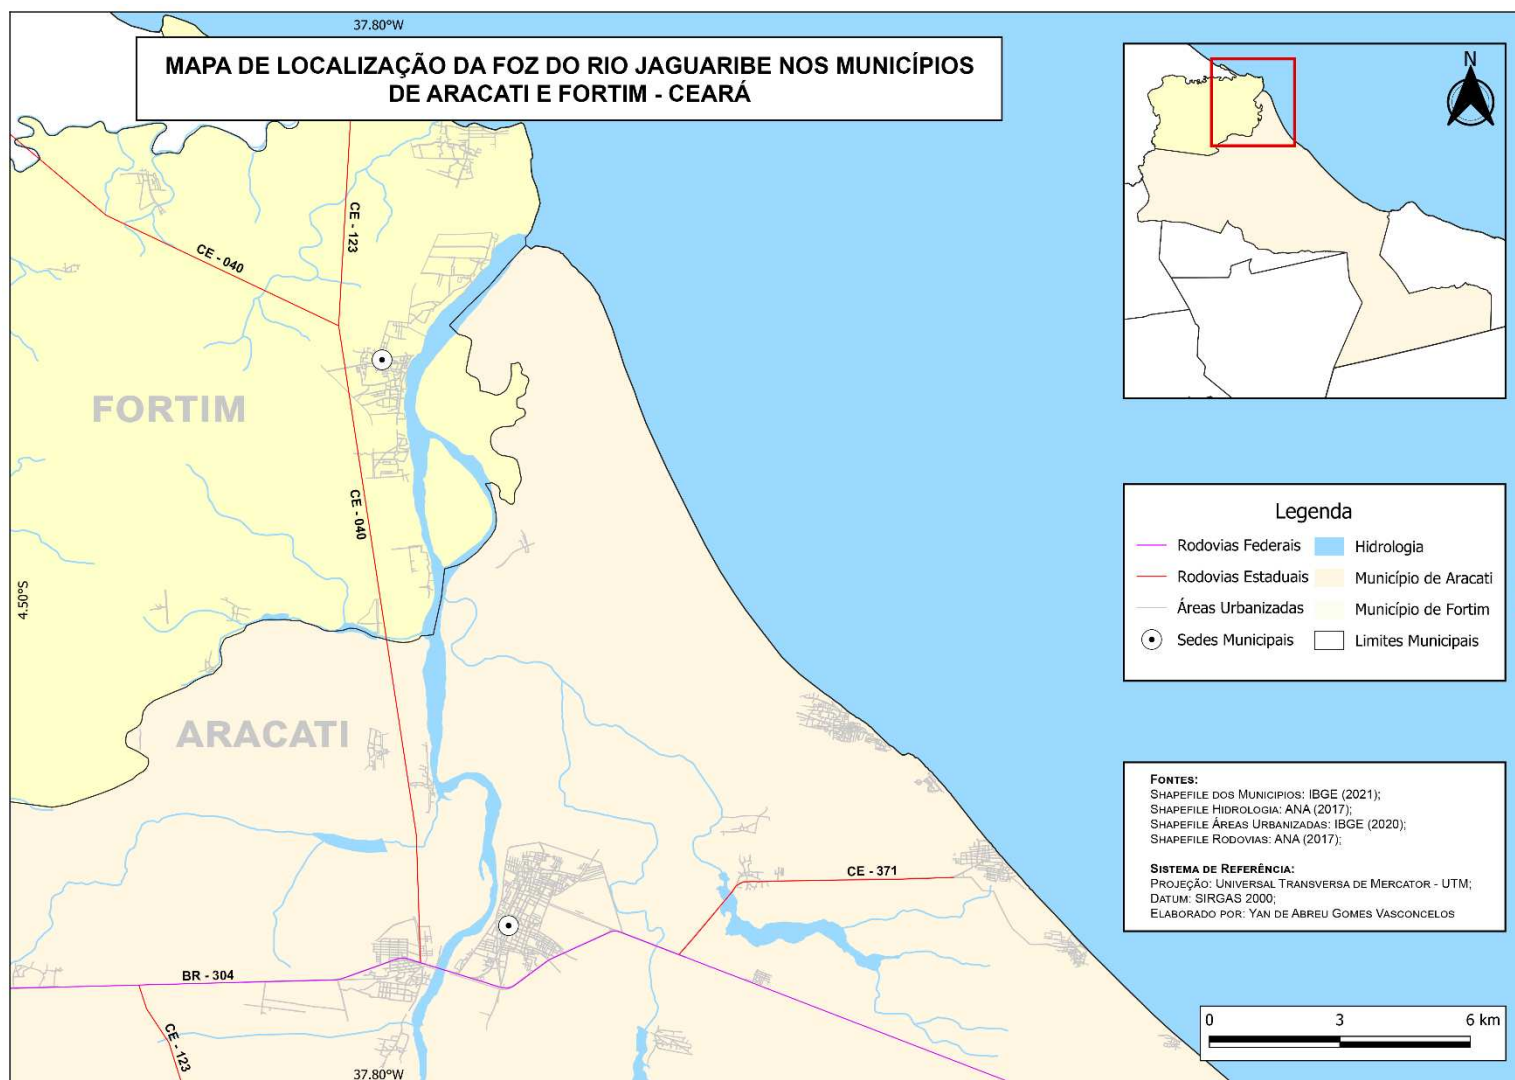 37.80°W
MAPA DE LOCALIZAÇÃO DA FOZ DO RIO JAGUARIBE NOS MUNICÍPIOS
DE ARACATI E FORTIM - CEARÁ
N
CE - 123
CE - 040
FORTIM
CE - 040
4.50°S
ARACATI
CE - 371
BR - 304
CE - 123
37.80°W
Legenda
Rodovias Federais
Hidrologia
Rodovias Estaduais
Município de Aracati
Áreas Urbanizadas
Município de Fortim
Sedes Municipais
Limites Municipais
FONTES:
SHAPEFILE DOS MUNICIPIOS: IBGE (2021);
SHAPEFILE HIDROLOGIA: ANA (2017);
SHAPEFILE ÁREAS URBANIZADAS: IBGE (2020);
SHAPEFILE RODOVIAS: ANA (2017);
SISTEMA DE REFERÊNCIA:
PROJEÇÃO: UNIVERSAL TRANSVERSA DE MERCATOR - UTM;
DATUM: SIRGAS 2000;
ELABORADO POR: YAN DE ABREU GOMES VASCONCELOS
0 3 6 km